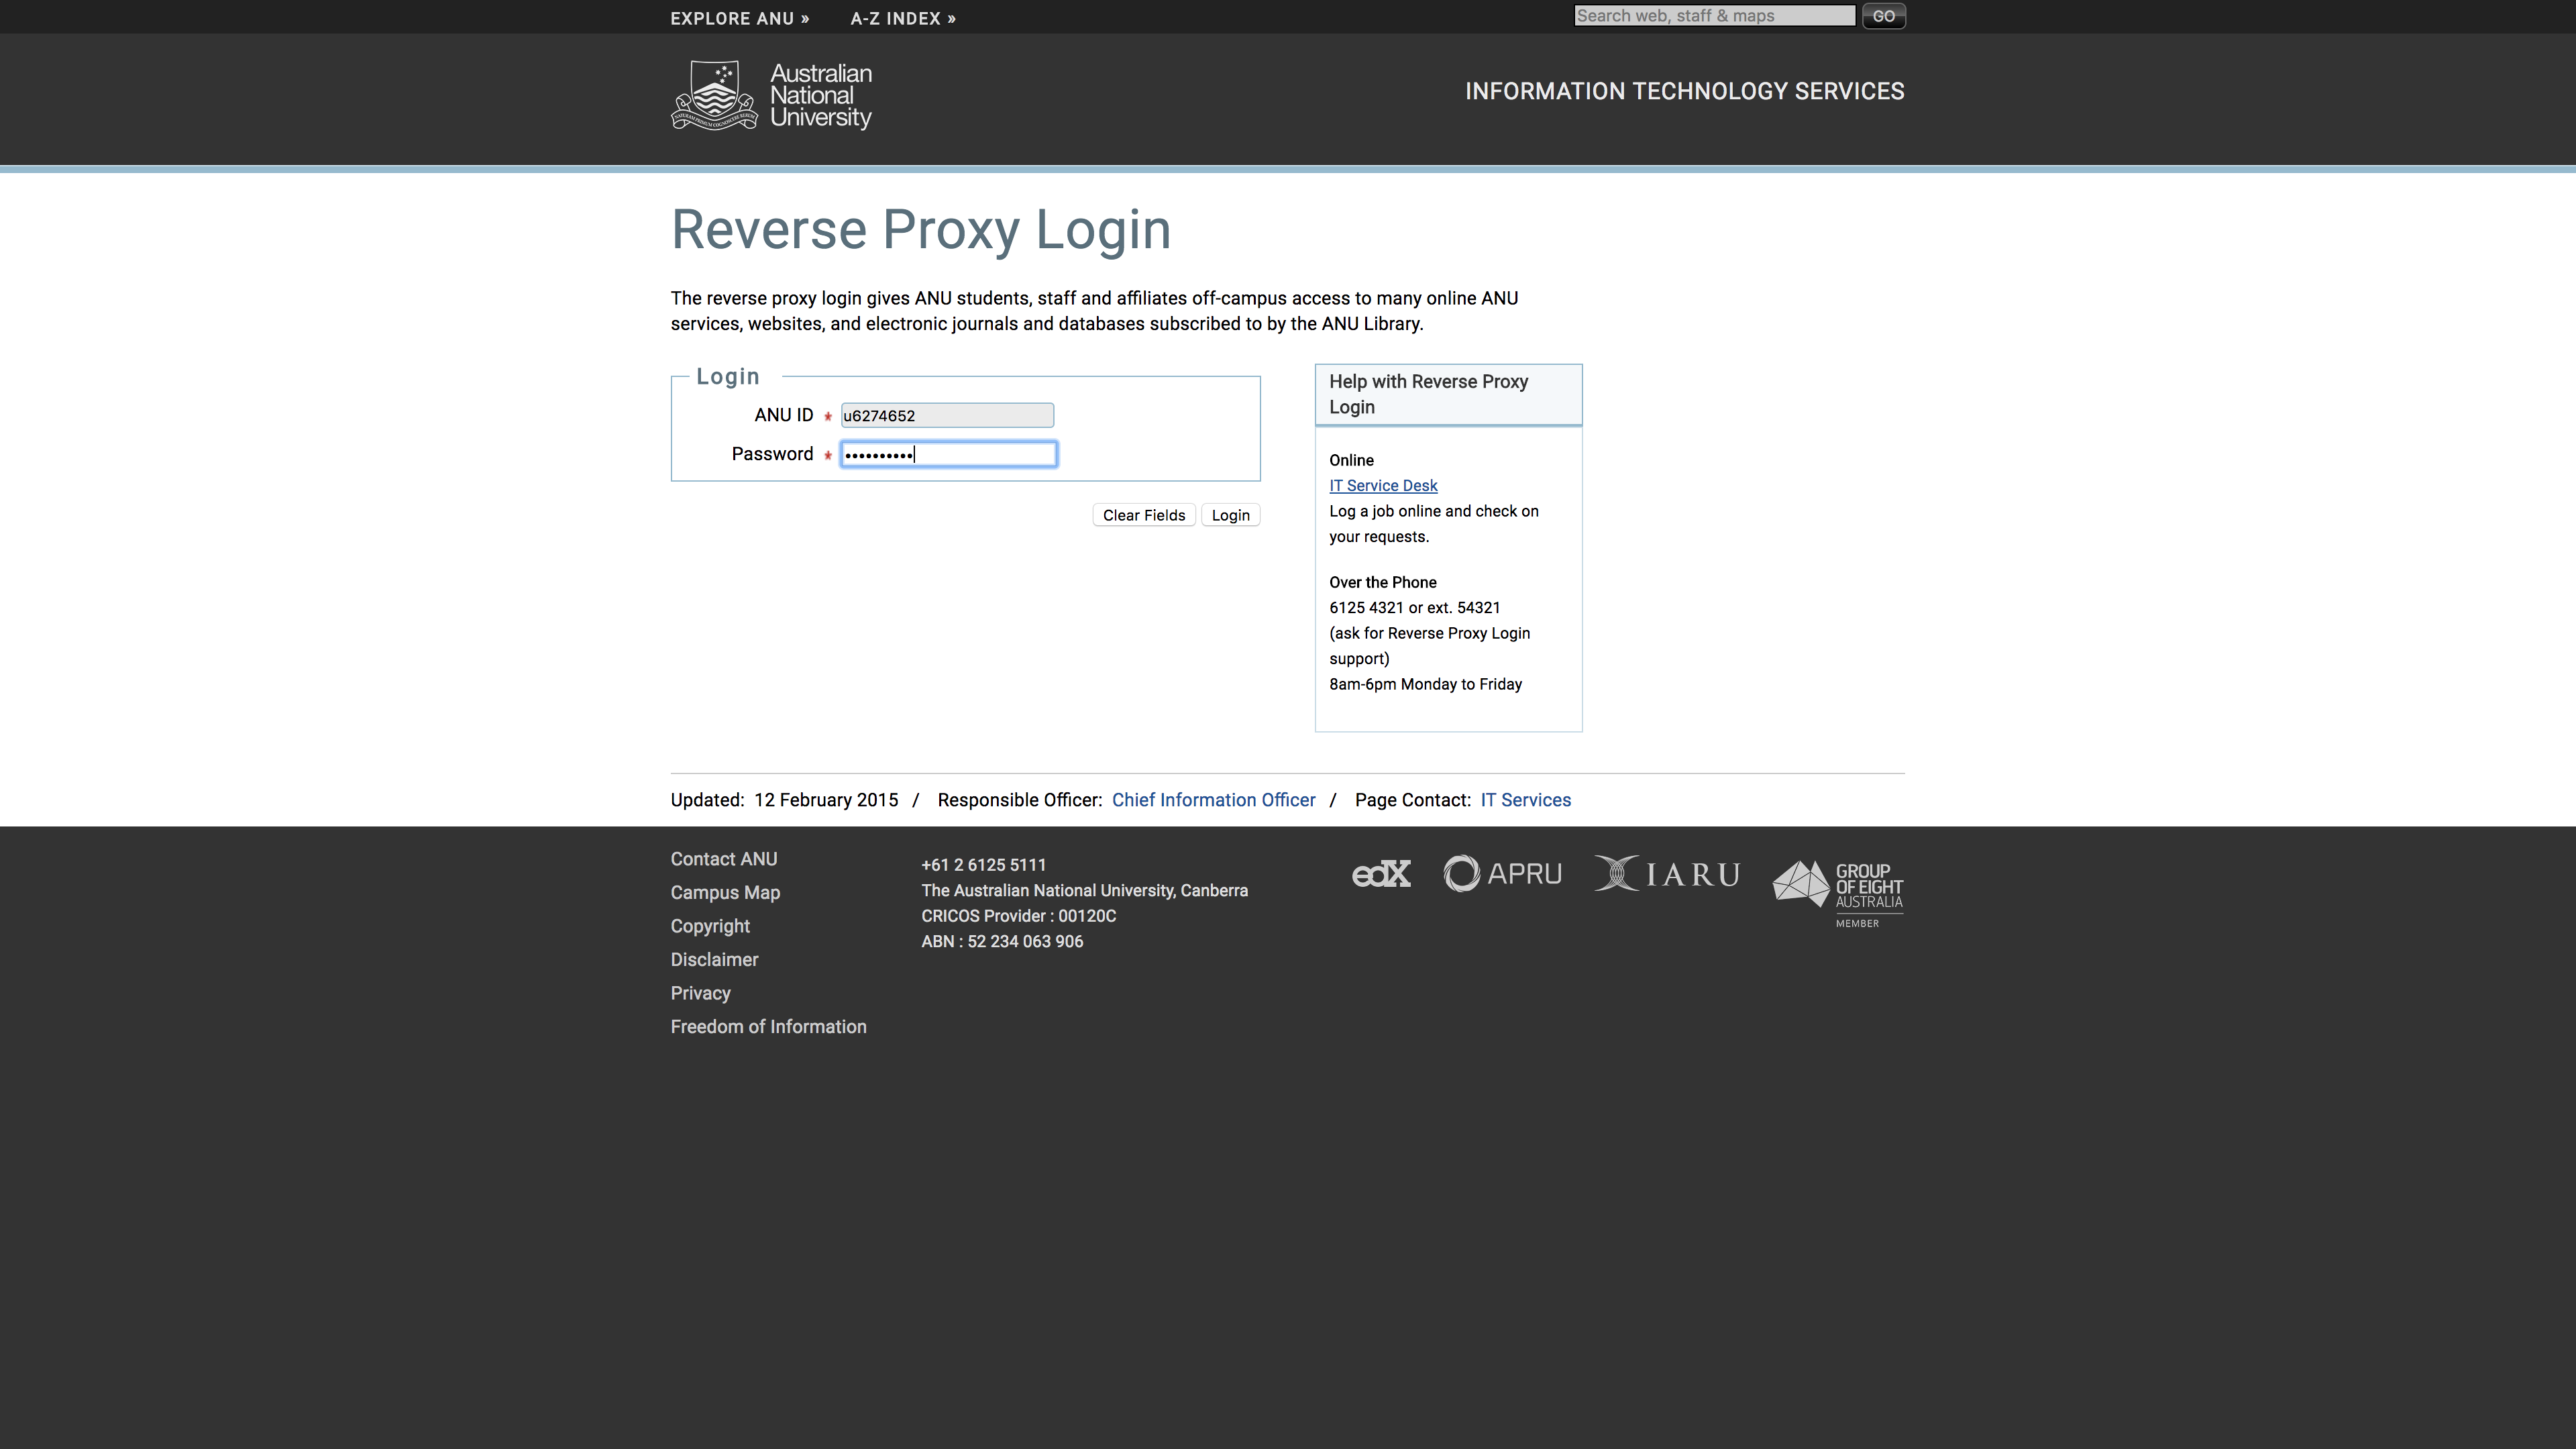 EXPLORE ANU » A-Z INDEX » Search web, staff & maps GO
Australian
National
University
INFORMATION TECHNOLOGY SERVICES
Reverse Proxy Login
The reverse proxy login gives ANU students, staff and affiliates off-campus access to many online ANU
services, websites, and electronic journals and databases subscribed to by the ANU Library.
Login
ANU ID * u6274652
Password * ••••••••••
Clear Fields Login
Help with Reverse Proxy
Login
Online
IT Service Desk
Log a job online and check on
your requests.
Over the Phone
6125 4321 or ext. 54321
(ask for Reverse Proxy Login
support)
8am-6pm Monday to Friday
Updated: 12 February 2015 / Responsible Officer: Chief Information Officer / Page Contact: IT Services
Contact ANU
Campus Map
Copyright
Disclaimer
Privacy
Freedom of Information
+61 2 6125 5111
The Australian National University, Canberra
CRICOS Provider : 00120C
ABN : 52 234 063 906
edX
APRU
IARU
GROUP
OF EIGHT
AUSTRALIA
MEMBER